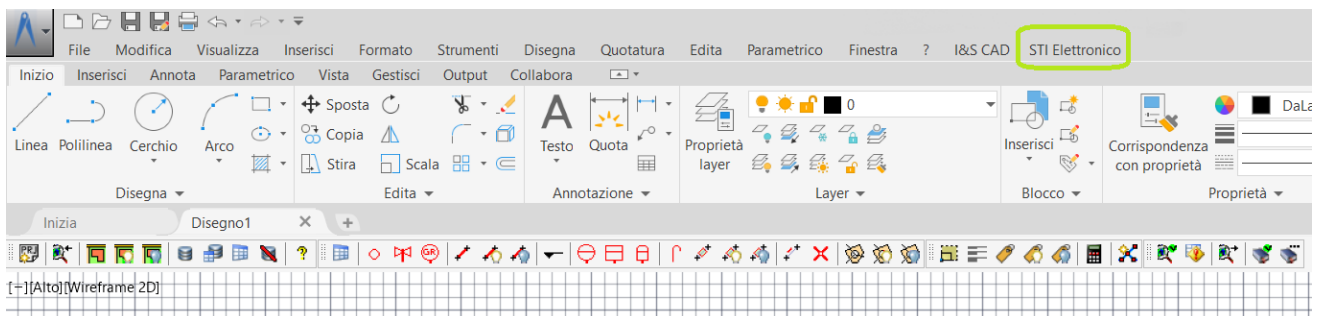 File Modifica Visualizza Inserisci Formato Strumenti Disegna Quotatura Edita Parametrico Finestra ? I&S CAD STI Elettronico
Inizio Inserisci Annota Parametrico Vista Gestisci Output Collabora
Sposta 0
DaLa
Linea Polilinea Cerchio Arco Copia Testo Quota Proprietà layer Inserisci Corrispondenza con proprietà
Stira Scala
Disegna Edita Annotazione Layer Blocco Proprietà
Inizia Disegno1
PRJ ? GR
[−][Alto][Wireframe 2D]